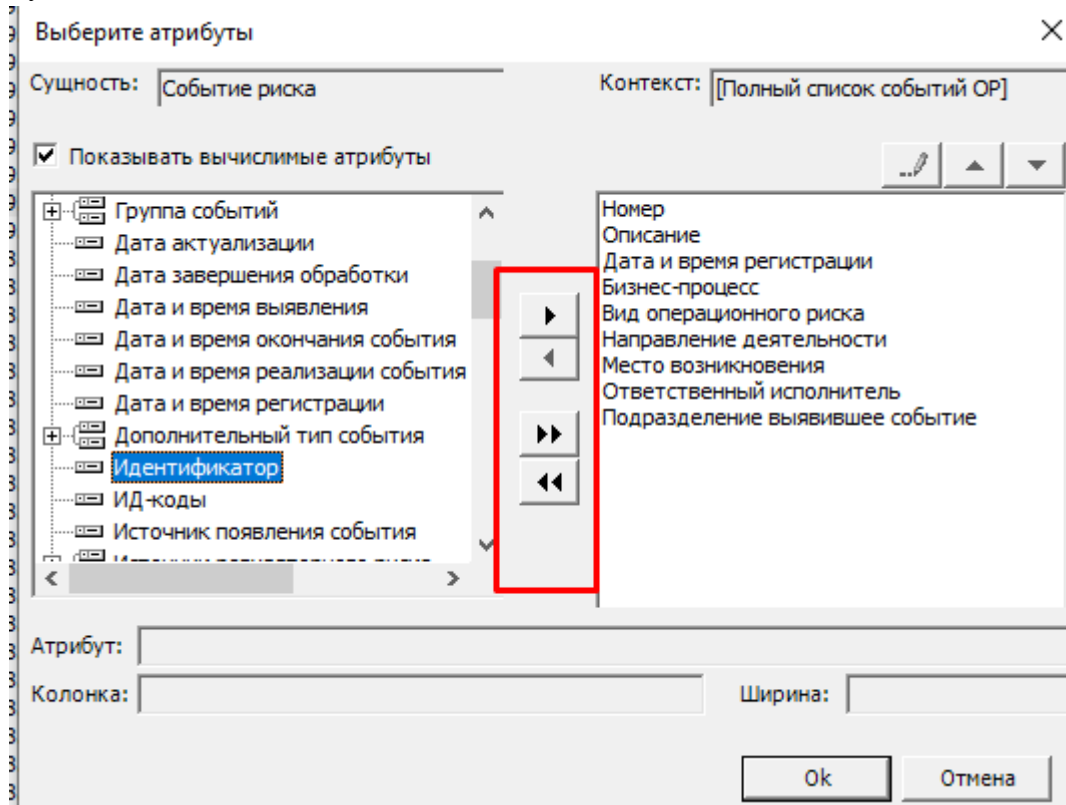 Выберите атрибуты
Сущность: Событие риска
Контекст: [Полный список событий ОР]
Показывать вычислимые атрибуты
Группа событий
Дата актуализации
Дата завершения обработки
Дата и время выявления
Дата и время окончания события
Дата и время реализации события
Дата и время регистрации
Дополнительный тип события
Идентификатор
ИД-коды
Источник появления события
Номер
Описание
Дата и время регистрации
Бизнес-процесс
Вид операционного риска
Направление деятельности
Место возникновения
Ответственный исполнитель
Подразделение выявившее событие
Атрибут:
Колонка:
Ширина:
Ok
Отмена